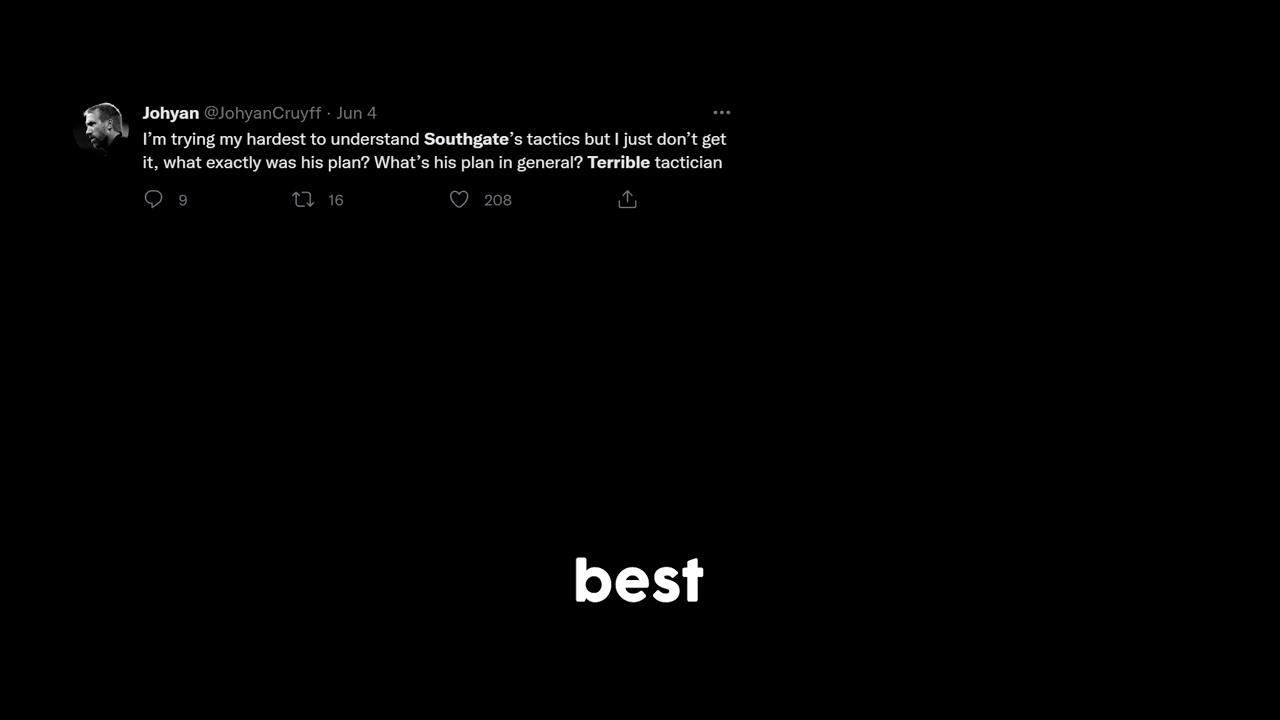 Johyan @JohyanCruyff · Jun 4
I’m trying my hardest to understand Southgate’s tactics but I just don’t get
it, what exactly was his plan? What’s his plan in general? Terrible tactician
9 16 208
best